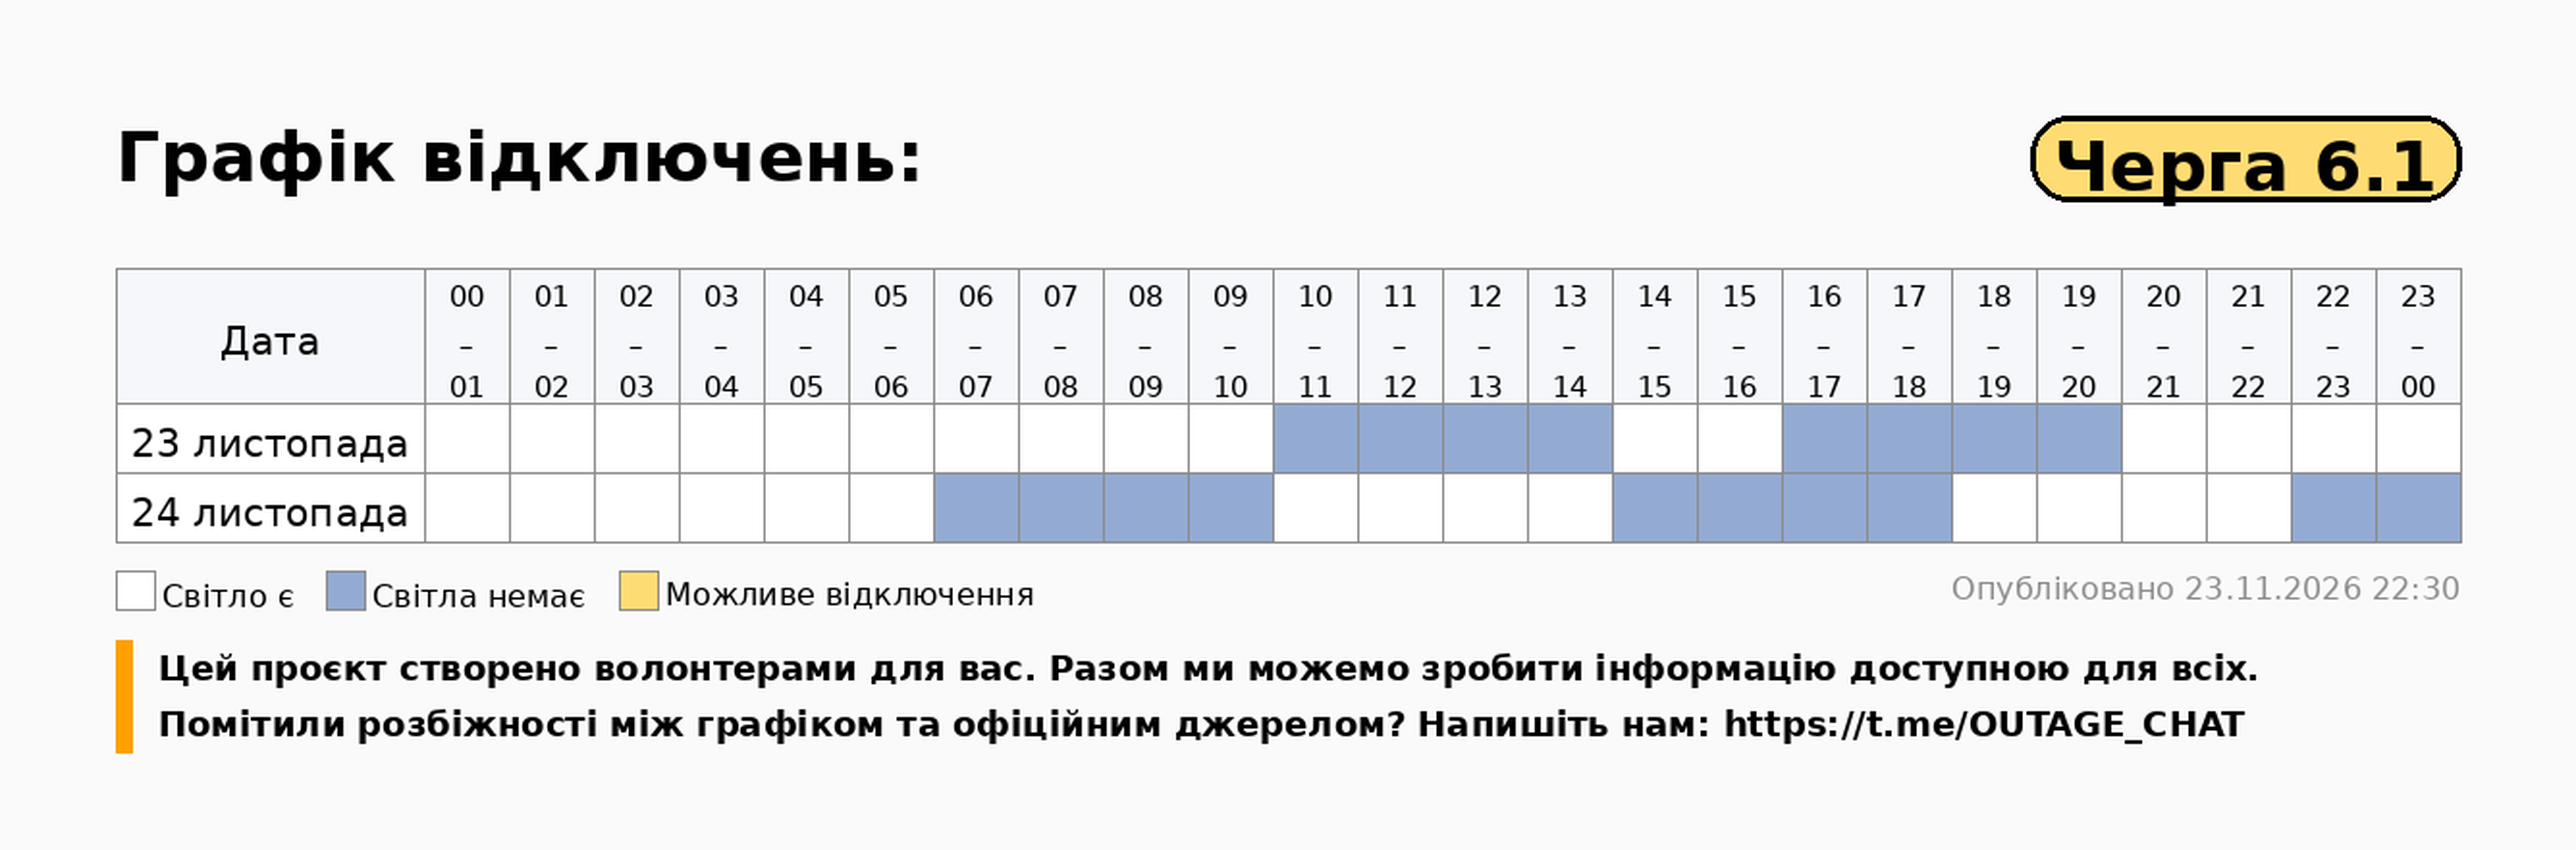 Графік відключень:
Черга 6.1
Дата 00 – 01 01 – 02 02 – 03 03 – 04 04 – 05 05 – 06 06 – 07 07 – 08 08 – 09 09 – 10 10 – 11 11 – 12 12 – 13 13 – 14 14 – 15 15 – 16 16 – 17 17 – 18 18 – 19 19 – 20 20 – 21 21 – 22 22 – 23 23 – 00
23 листопада
24 листопада
Світло є Світла немає Можливе відключення
Опубліковано 23.11.2026 22:30
Цей проєкт створено волонтерами для вас. Разом ми можемо зробити інформацію доступною для всіх.
Помітили розбіжності між графіком та офіційним джерелом? Напишіть нам: https://t.me/OUTAGE_CHAT